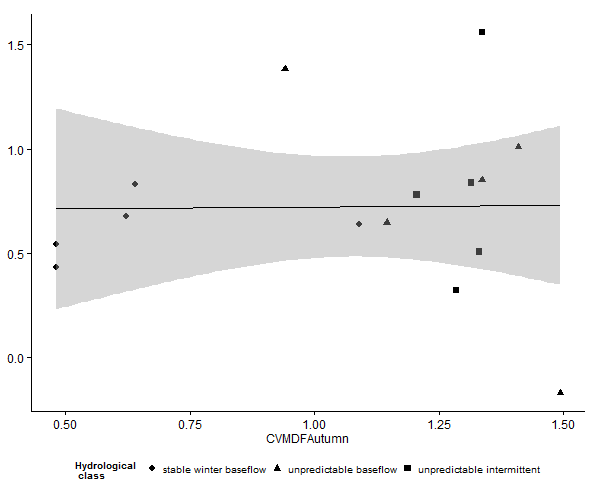 1.5
1.0
0.5
0.0
0.50 0.75 1.00 1.25 1.50
CVMDFAutumn
Hydrological
class
stable winter baseflow unpredictable baseflow unpredictable intermittent